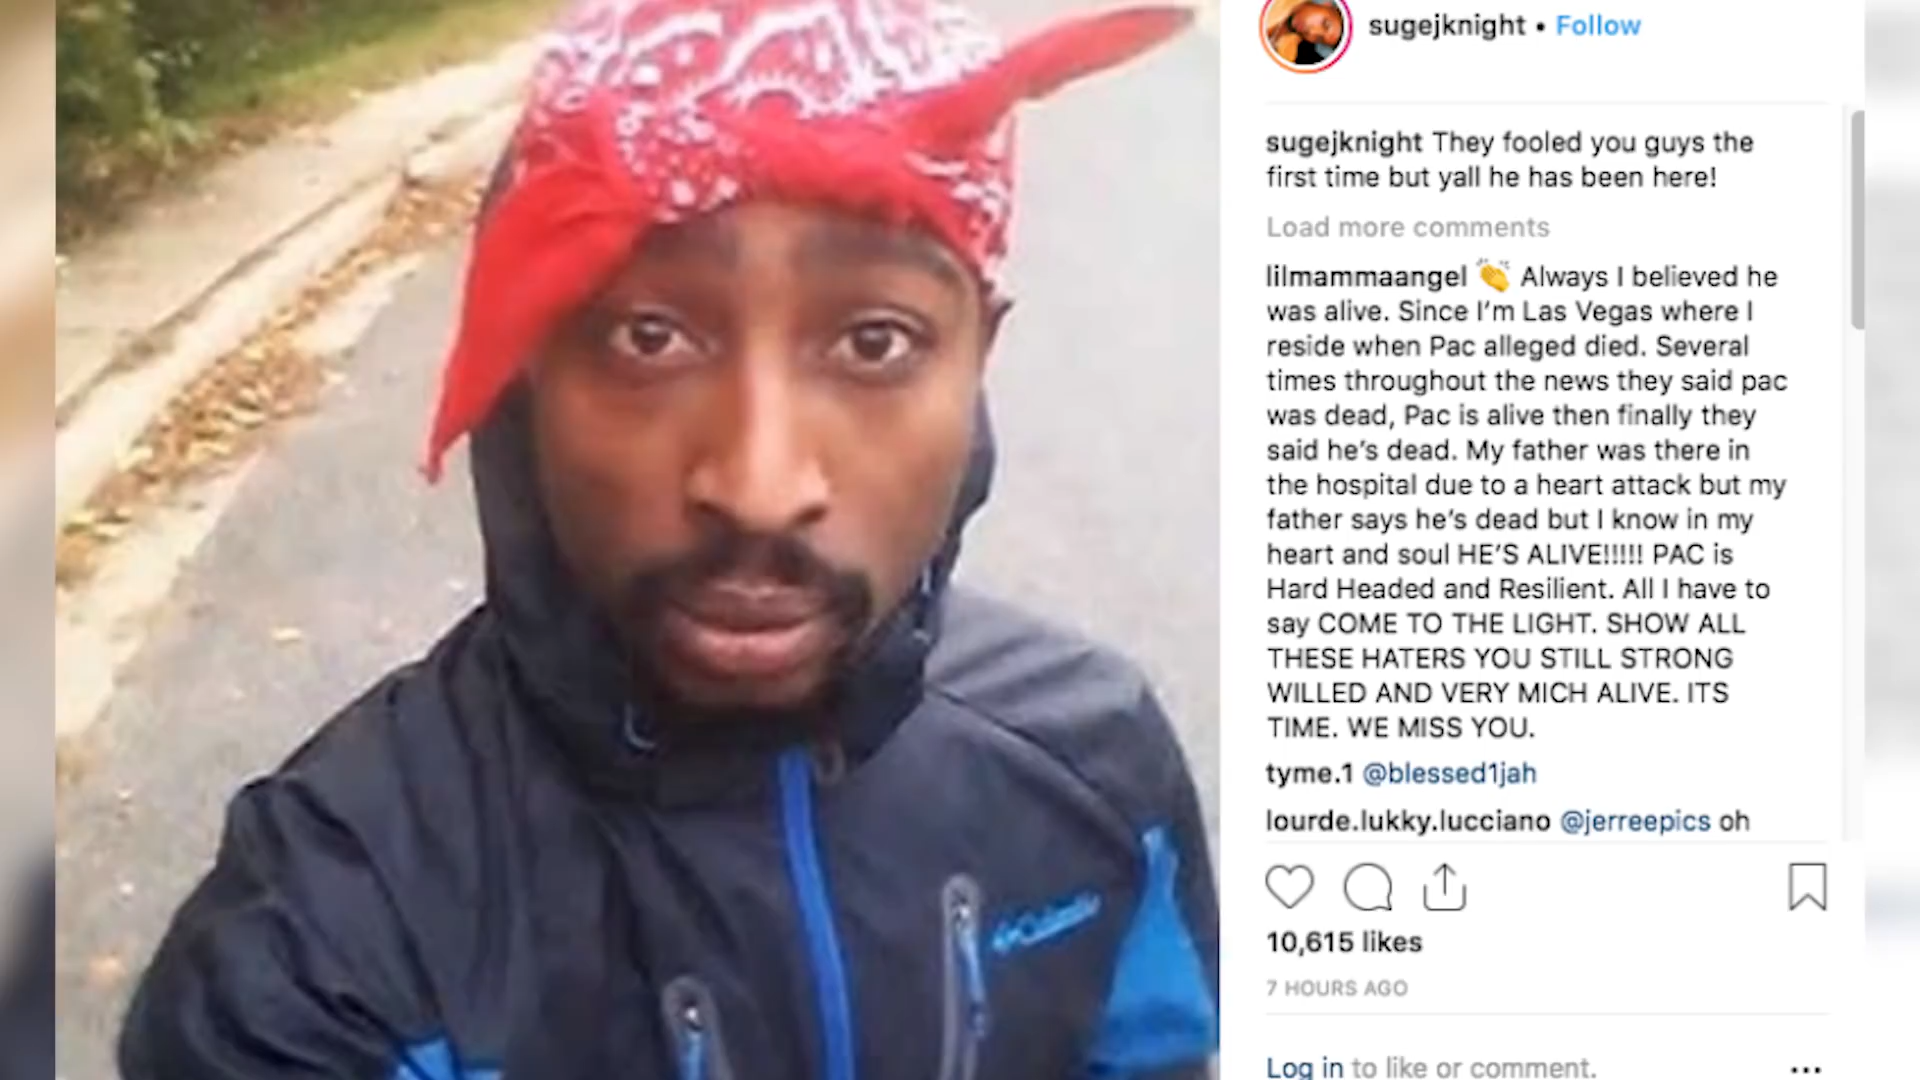 sugejknight • Follow
sugejknight They fooled you guys the
first time but yall he has been here!
Load more comments
lilmammaangel 👏 Always I believed he
was alive. Since I'm Las Vegas where I
reside when Pac alleged died. Several
times throughout the news they said pac
was dead, Pac is alive then finally they
said he's dead. My father was there in
the hospital due to a heart attack but my
father says he's dead but I know in my
heart and soul HE'S ALIVE!!!!! PAC is
Hard Headed and Resilient. All I have to
say COME TO THE LIGHT. SHOW ALL
THESE HATERS YOU STILL STRONG
WILLED AND VERY MICH ALIVE. ITS
TIME. WE MISS YOU.
tyme.1 @blessed1jah
lourde.lukky.lucciano @jerreepics oh
10,615 likes
7 HOURS AGO
Log in to like or comment.
Columbia